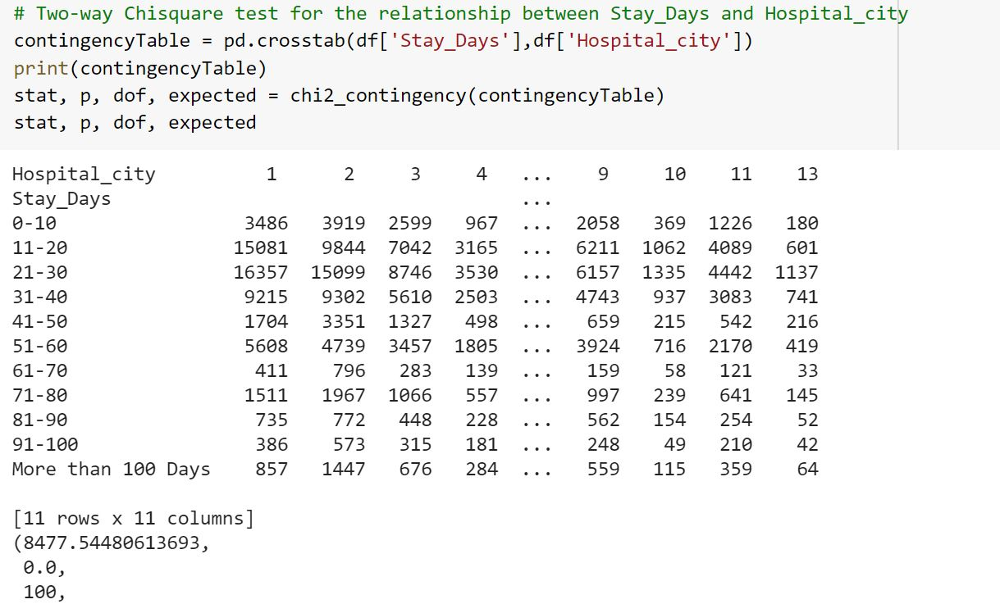 # Two-way Chisquare test for the relationship between Stay_Days and Hospital_city
contingencyTable = pd.crosstab(df['Stay_Days'],df['Hospital_city'])
print(contingencyTable)
stat, p, dof, expected = chi2_contingency(contingencyTable)
stat, p, dof, expected
Hospital_city 1 2 3 4 ... 9 10 11 13
Stay_Days ...
0-10 3486 3919 2599 967 ... 2058 369 1226 180
11-20 15081 9844 7042 3165 ... 6211 1062 4089 601
21-30 16357 15099 8746 3530 ... 6157 1335 4442 1137
31-40 9215 9302 5610 2503 ... 4743 937 3083 741
41-50 1704 3351 1327 498 ... 659 215 542 216
51-60 5608 4739 3457 1805 ... 3924 716 2170 419
61-70 411 796 283 139 ... 159 58 121 33
71-80 1511 1967 1066 557 ... 997 239 641 145
81-90 735 772 448 228 ... 562 154 254 52
91-100 386 573 315 181 ... 248 49 210 42
More than 100 Days 857 1447 676 284 ... 559 115 359 64
[11 rows x 11 columns]
(8477.54480613693,
0.0,
100,